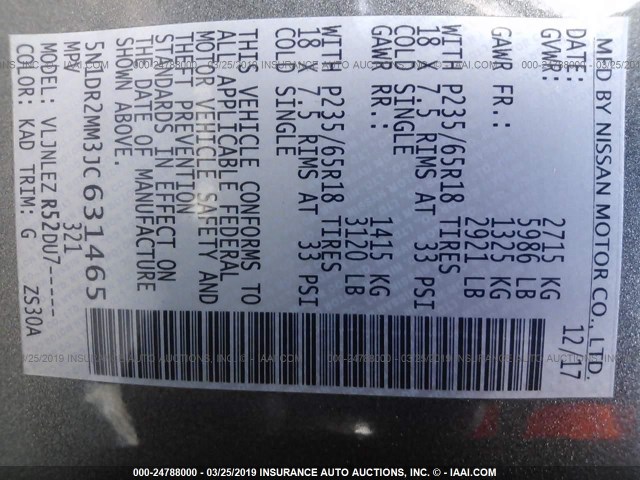 MFD BY NISSAN MOTOR CO., LTD.
DATE: 12/17
GVWR: 2715 KG
5986 LB
GAWR FR.: 1325 KG
2921 LB
WITH P235/65R18 TIRES
18 X 7.5 RIMS AT 33 PSI
COLD SINGLE
GAWR RR.: 1415 KG
3120 LB
WITH P235/65R18 TIRES
18 X 7.5 RIMS AT 33 PSI
COLD SINGLE
THIS VEHICLE CONFORMS TO
ALL APPLICABLE FEDERAL
MOTOR VEHICLE SAFETY AND
THEFT PREVENTION
STANDARDS IN EFFECT ON
THE DATE OF MANUFACTURE
SHOWN ABOVE.
5N1DR2MM3JC631465
MPV 321
MODEL: VLJNLEZ R52DU7-----
COLOR: KAD TRIM: G ZS30A
000-24788000 - 03/25/2019 INSURANCE AUTO AUCTIONS, INC. - © IAAI.COM